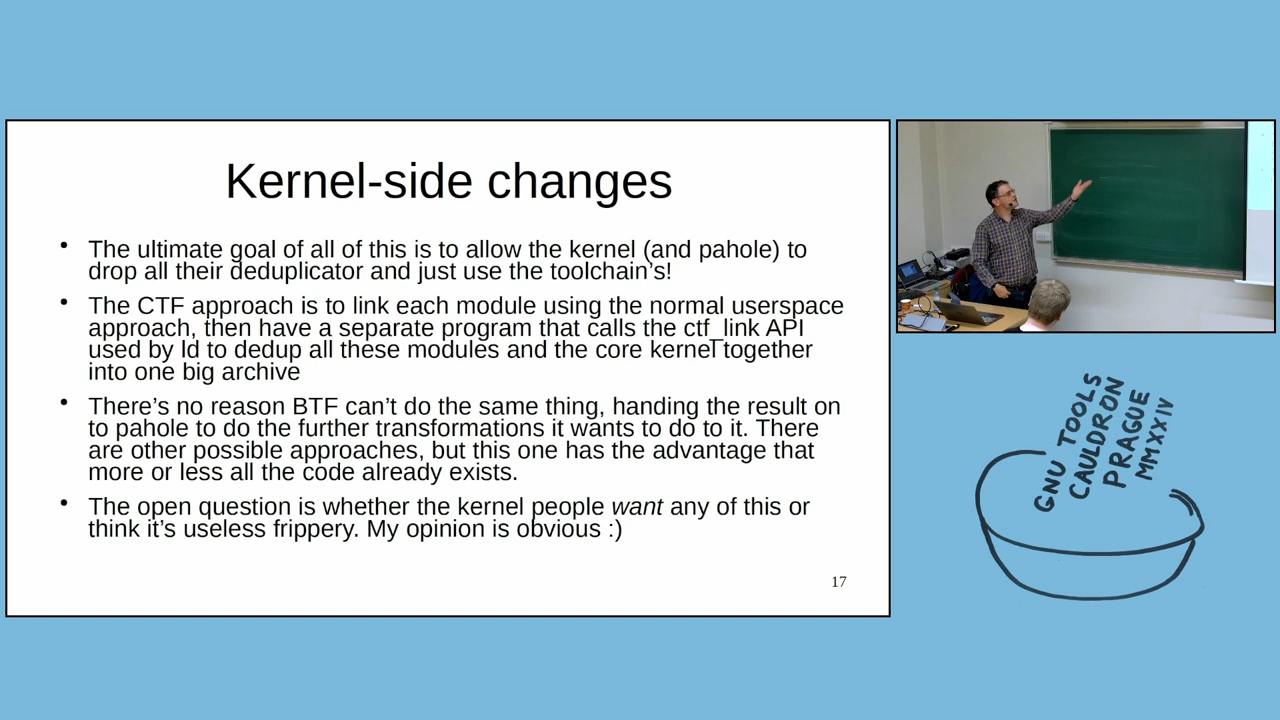 Kernel-side changes
• The ultimate goal of all of this is to allow the kernel (and pahole) to
drop all their deduplicator and just use the toolchain's!
• The CTF approach is to link each module using the normal userspace
approach, then have a separate program that calls the ctf_link API
used by ld to dedup all these modules and the core kernel together
into one big archive
• There's no reason BTF can't do the same thing, handing the result on
to pahole to do the further transformations it wants to do to it. There
are other possible approaches, but this one has the advantage that
more or less all the code already exists.
• The open question is whether the kernel people want any of this or
think it's useless frippery. My opinion is obvious :)
17
GNU TOOLS
CAULDRON
PRAGUE
MMXXIV